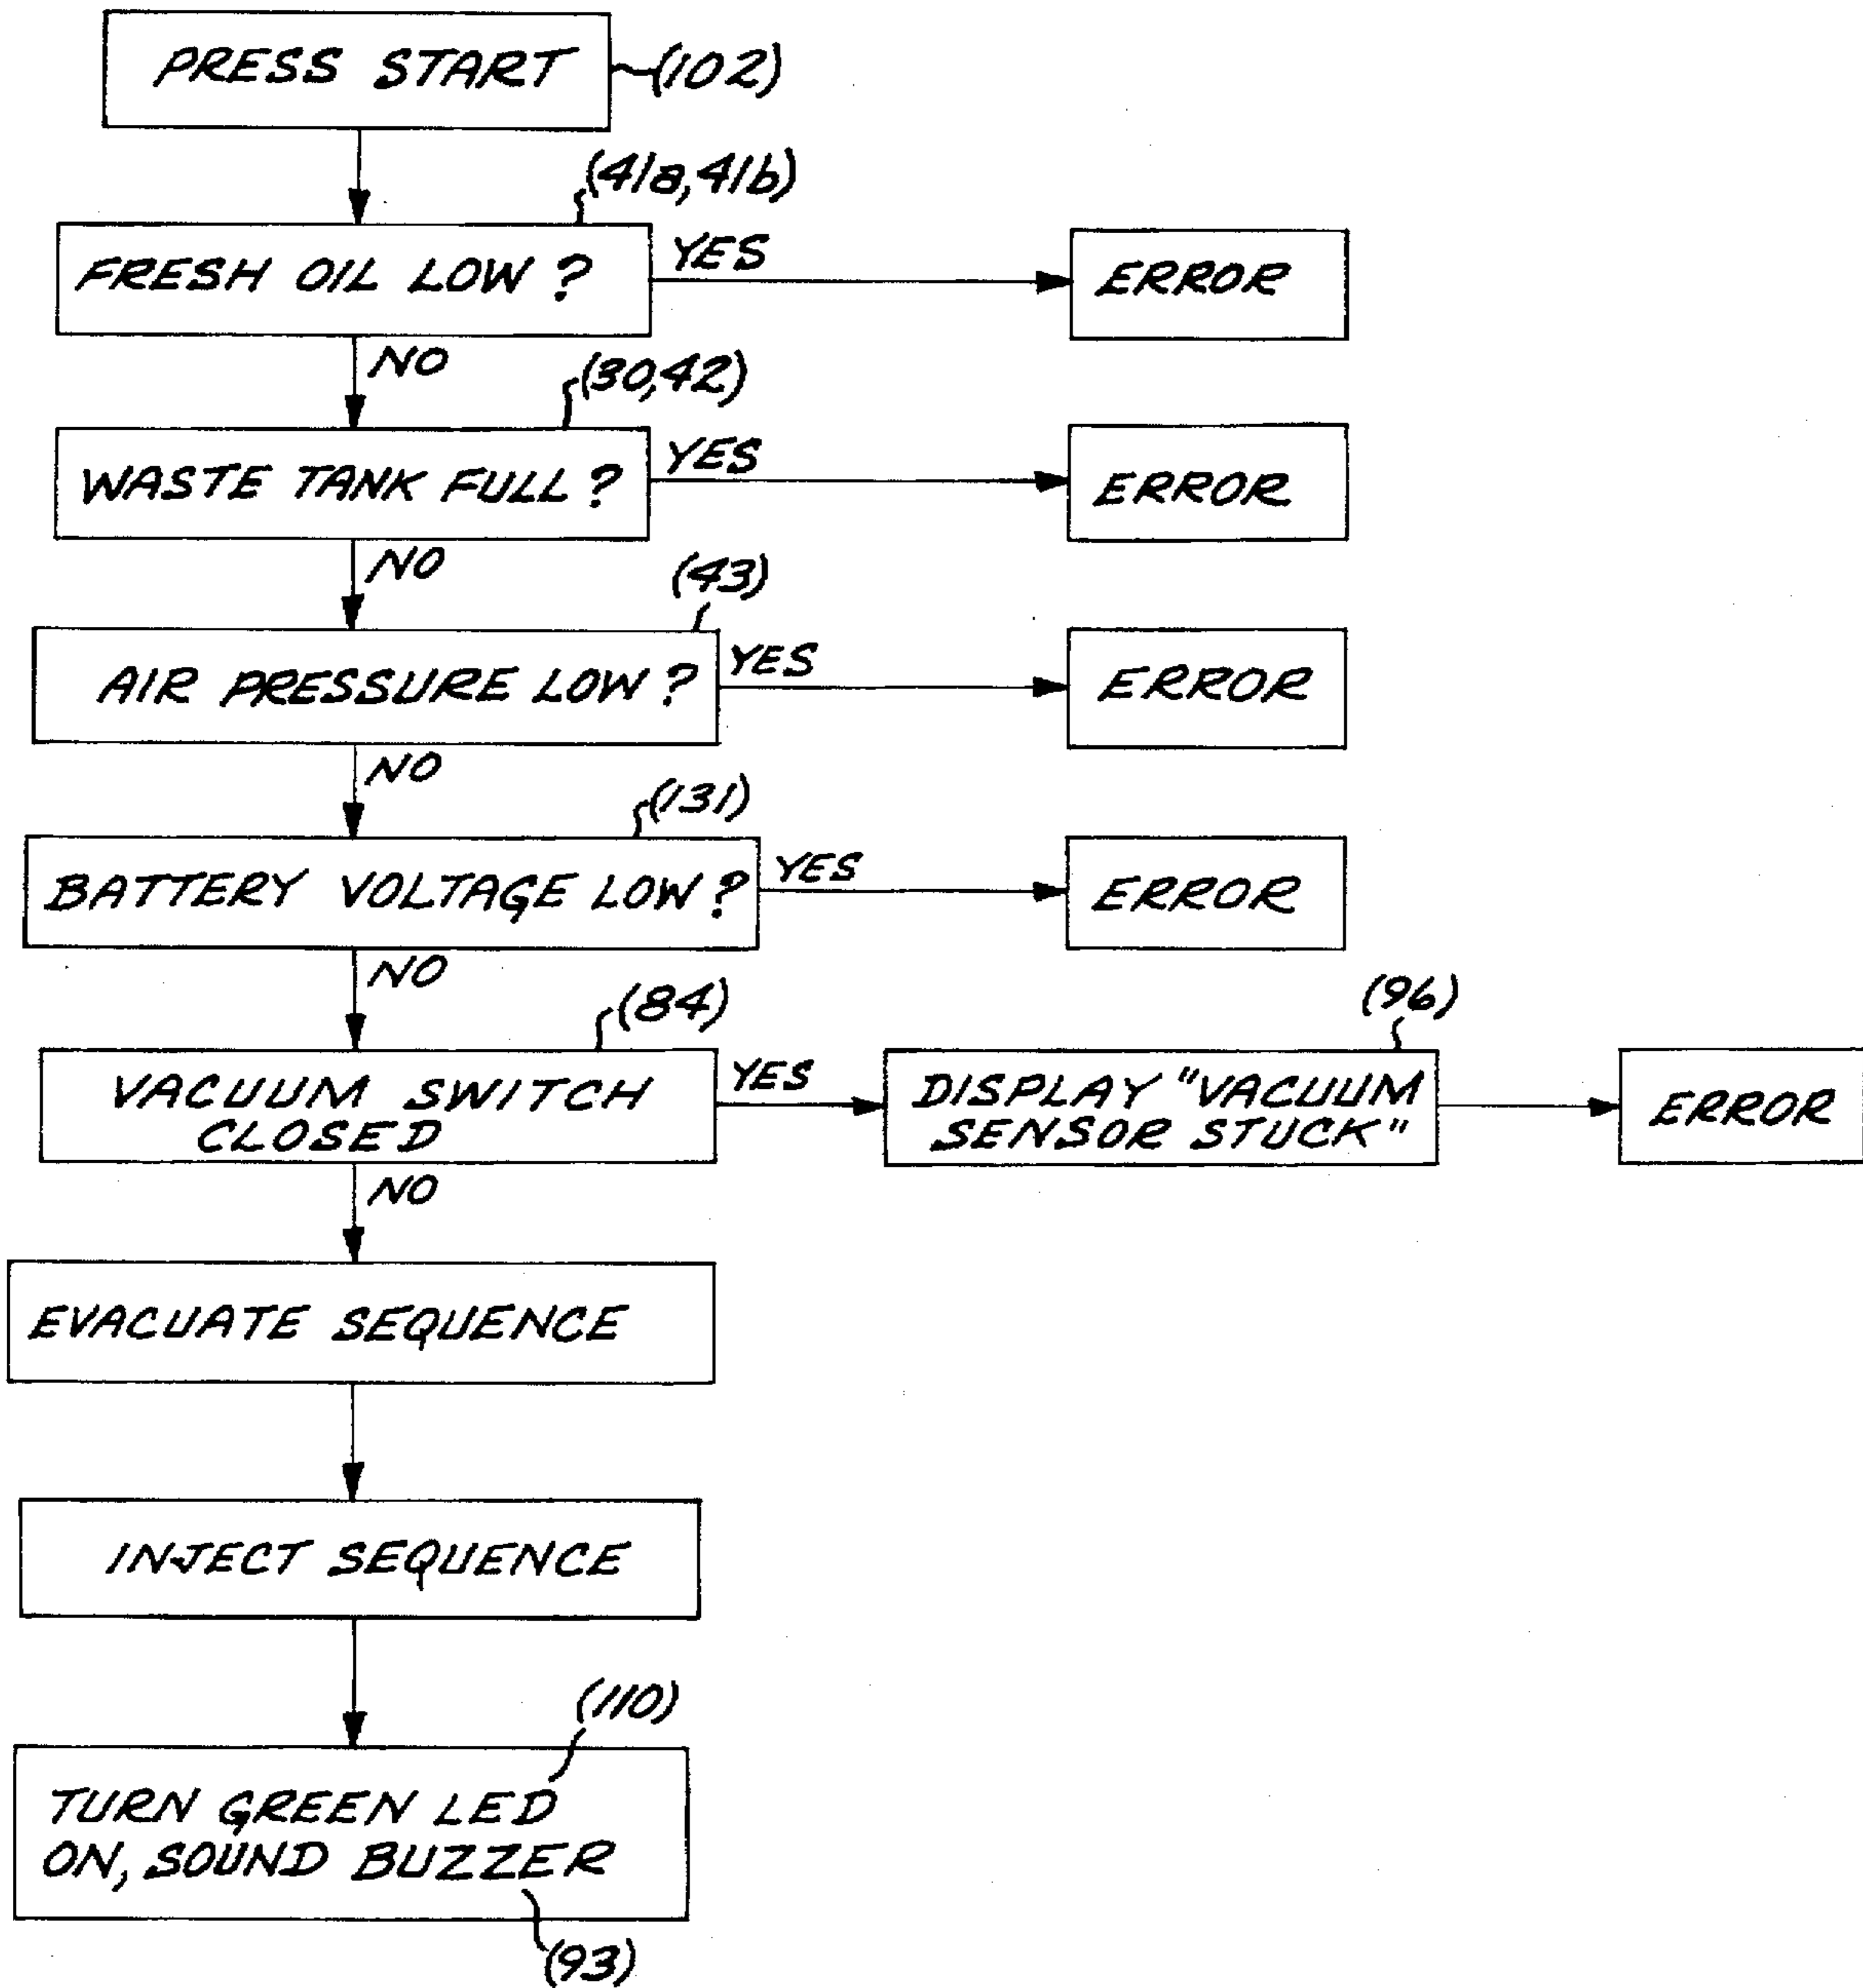 PRESS START
(102)
(41a, 41b)
FRESH OIL LOW ?
YES
ERROR
NO
(30,42)
WASTE TANK FULL ?
YES
ERROR
NO
(43)
AIR PRESSURE LOW ?
YES
ERROR
NO
(131)
BATTERY VOLTAGE LOW ?
YES
ERROR
NO
(84)
(96)
VACUUM SWITCH
CLOSED
YES
DISPLAY "VACUUM
SENSOR STUCK"
ERROR
NO
EVACUATE SEQUENCE
INJECT SEQUENCE
(110)
TURN GREEN LED
ON, SOUND BUZZER
(93)